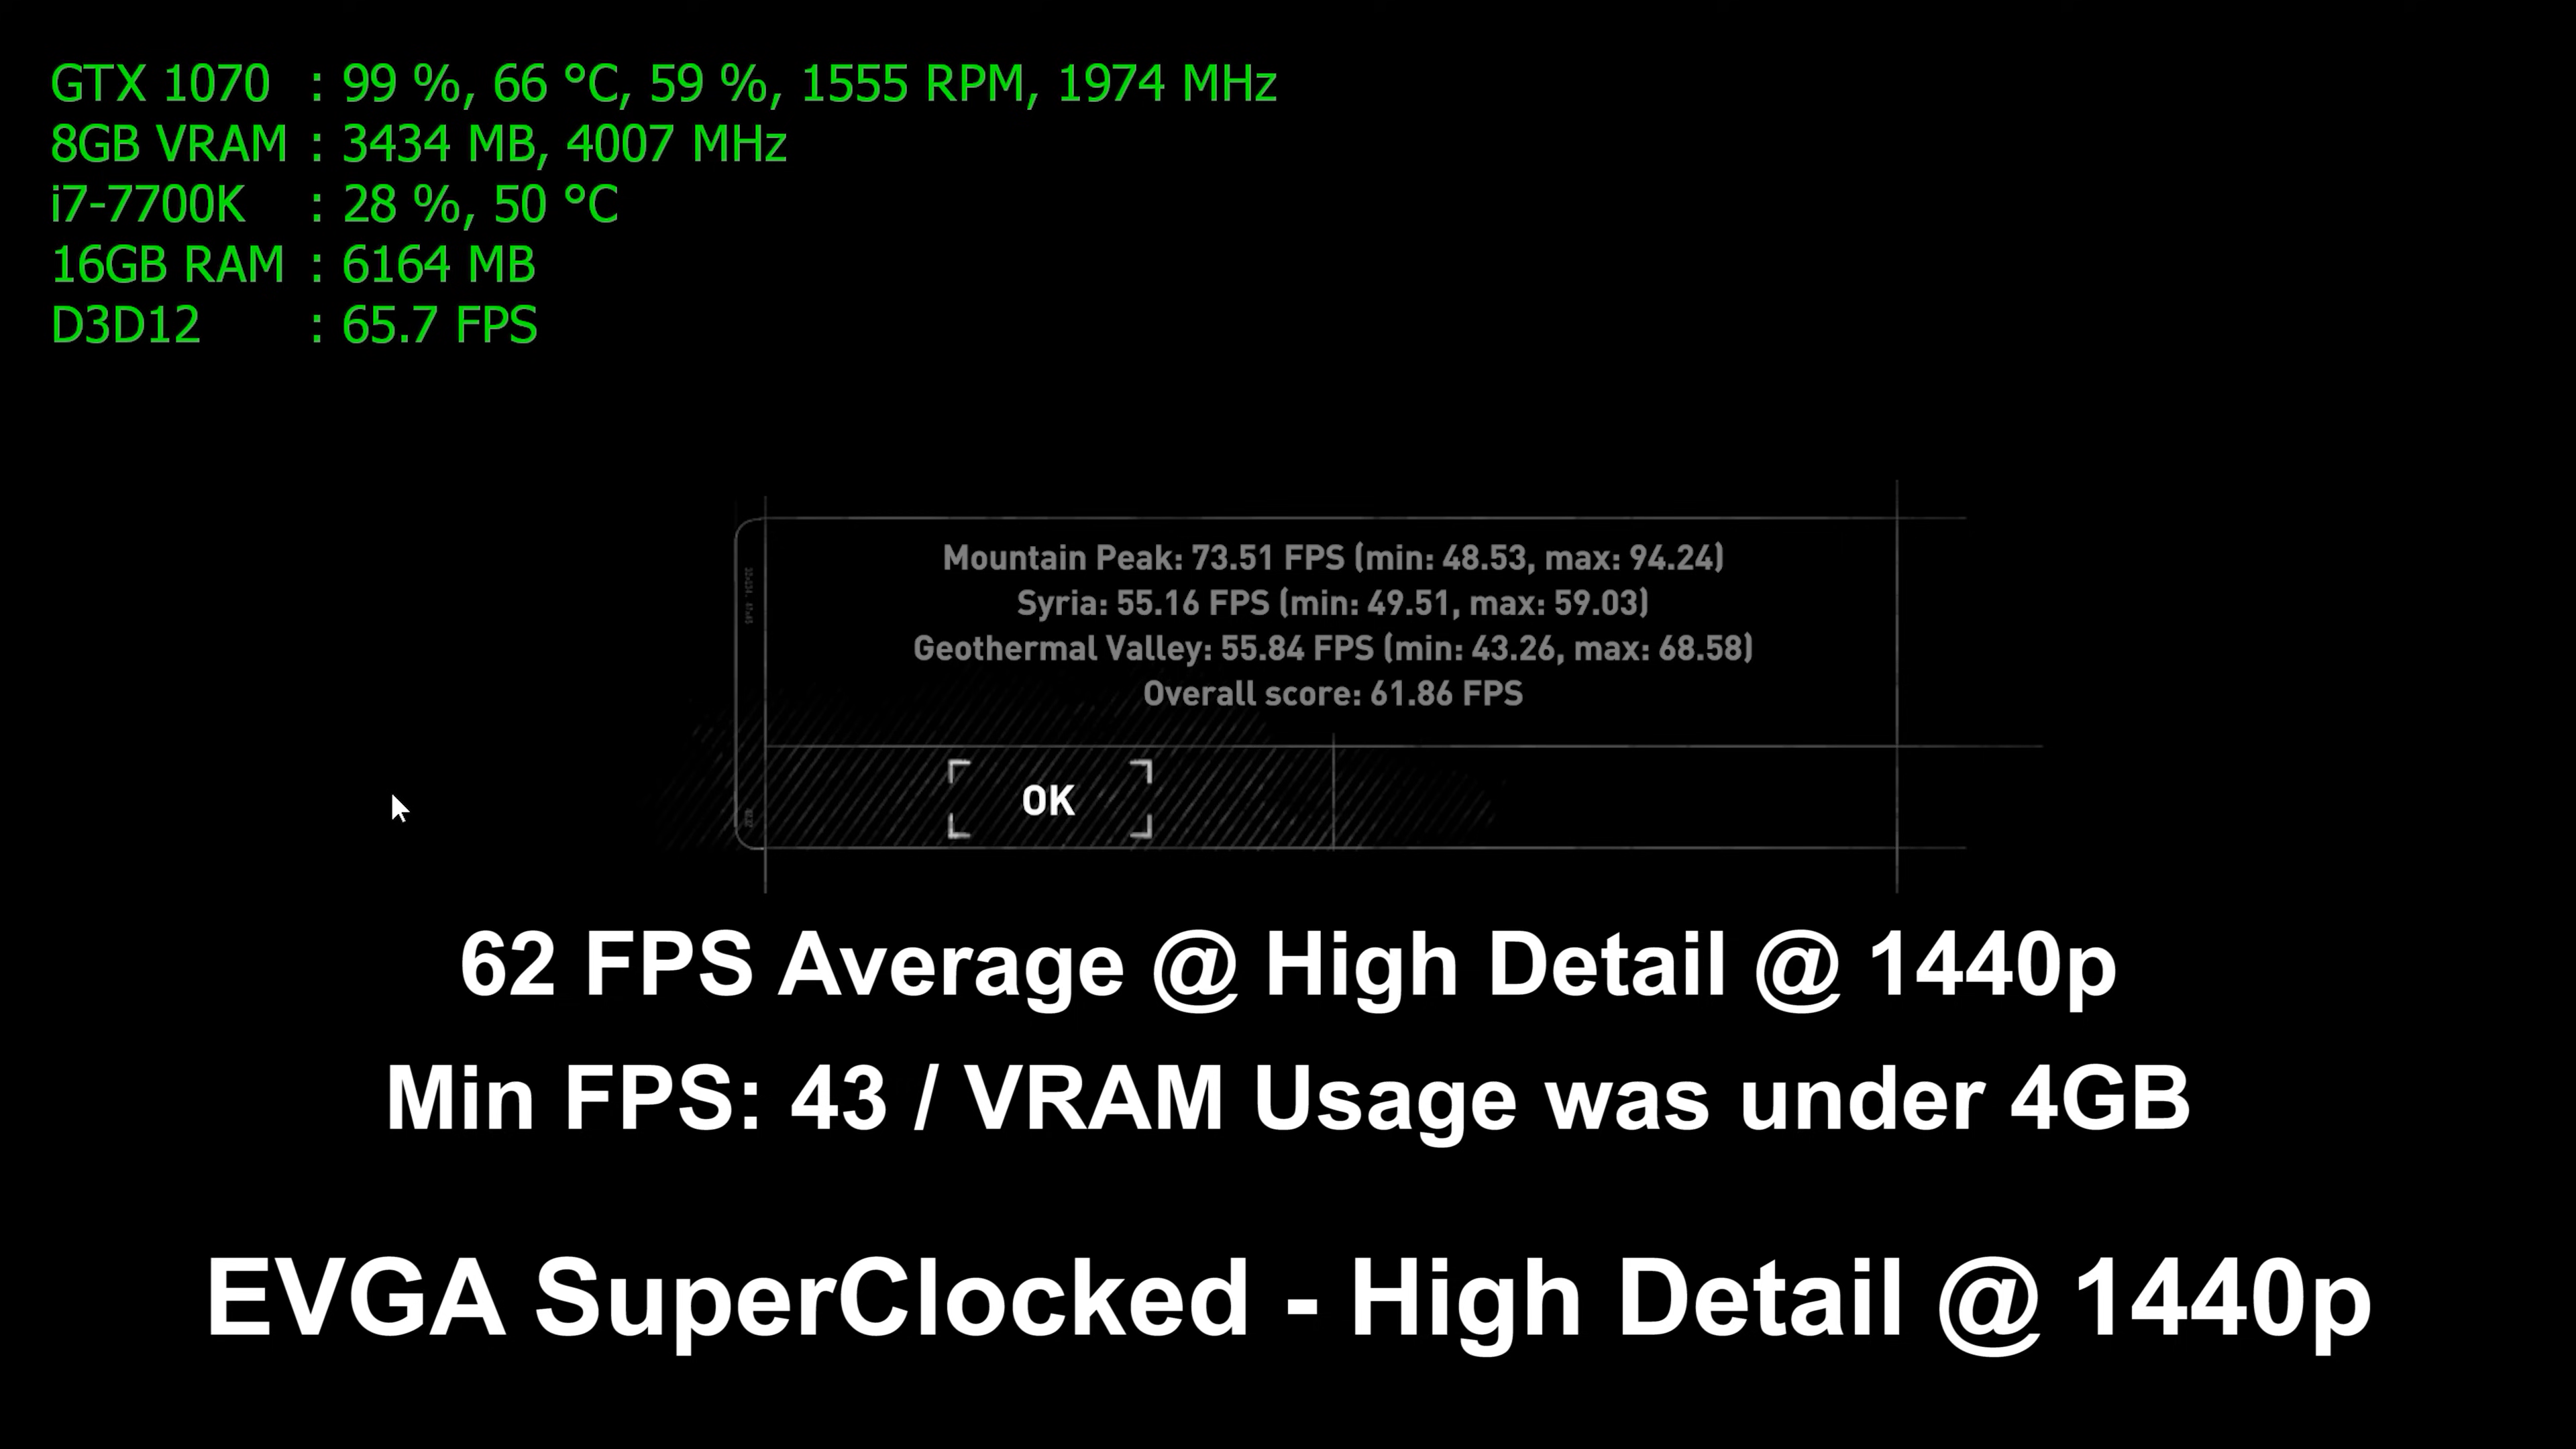 GTX 1070 : 99 %, 66 °C, 59 %, 1555 RPM, 1974 MHz
8GB VRAM : 3434 MB, 4007 MHz
i7-7700K : 28 %, 50 °C
16GB RAM : 6164 MB
D3D12 : 65.7 FPS
Mountain Peak: 73.51 FPS (min: 48.53, max: 94.24)
Syria: 55.16 FPS (min: 49.51, max: 59.03)
Geothermal Valley: 55.84 FPS (min: 43.26, max: 68.58)
Overall score: 61.86 FPS
OK
62 FPS Average @ High Detail @ 1440p
Min FPS: 43 / VRAM Usage was under 4GB
EVGA SuperClocked - High Detail @ 1440p